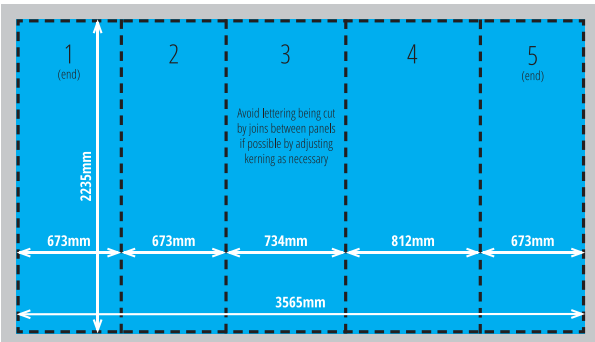 1
(end)
2
3
4
5
(end)
Avoid lettering being cut
by joins between panels
if possible by adjusting
kerning as necessary
2235mm
673mm
673mm
734mm
812mm
673mm
3565mm